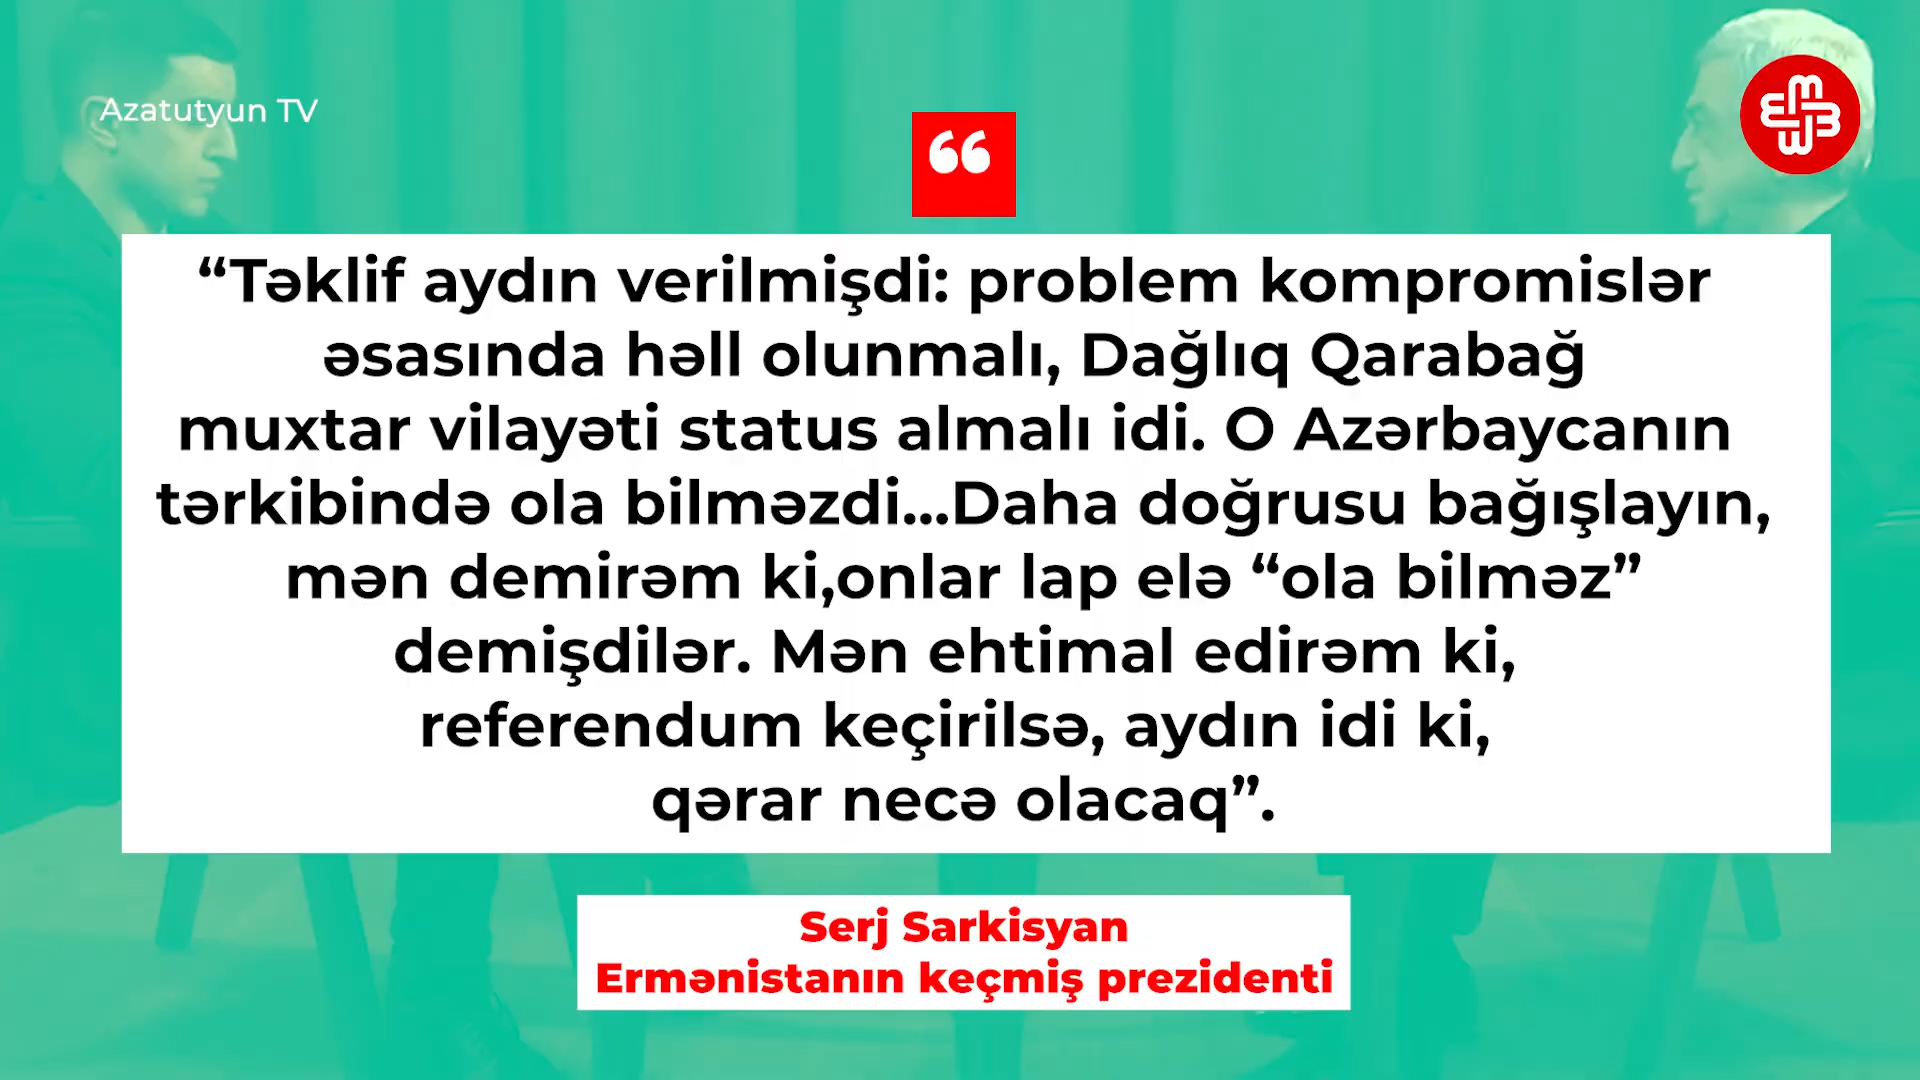 Azatutyun TV
“
“Təklif aydın verilmişdi: problem kompromislər
əsasında həll olunmalı, Dağlıq Qarabağ
muxtar vilayəti status almalı idi. O Azərbaycanın
tərkibində ola bilməzdi...Daha doğrusu bağışlayın,
mən demirəm ki,onlar lap elə “ola bilməz”
demişdilər. Mən ehtimal edirəm ki,
referendum keçirilsə, aydın idi ki,
qərar necə olacaq”.
Serj Sarkisyan
Ermənistanın keçmiş prezidenti